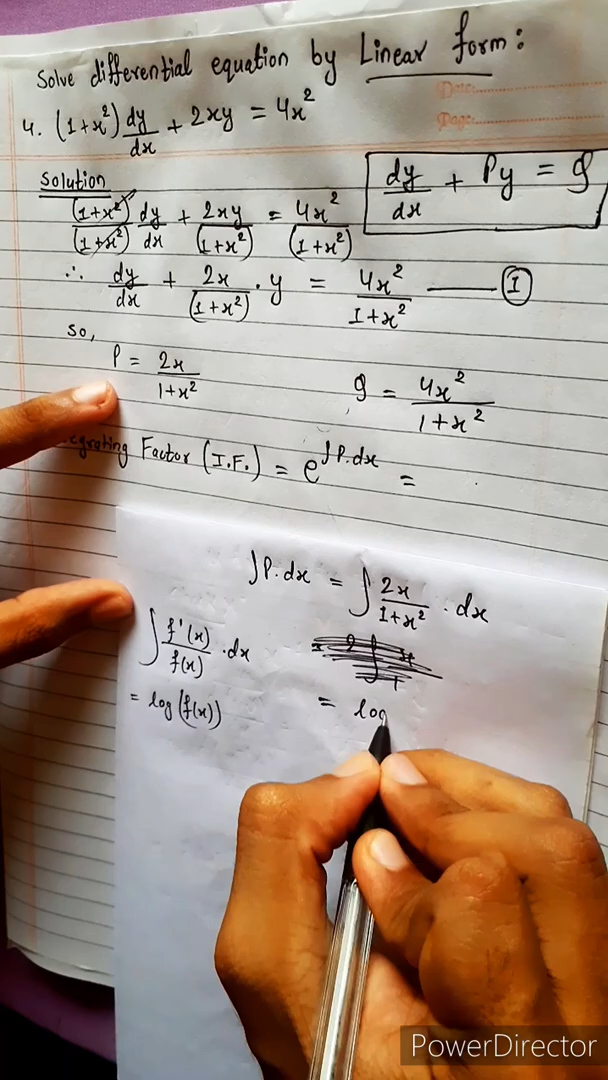 Solve differential equation by Linear form:
Date:
Page:
4. (1+x²) dy/dx + 2xy = 4x²
Solution
dy/dx + Py = Q
(1+x²)/(1+x²) dy/dx + 2xy/(1+x²) = 4x²/(1+x²)
∴ dy/dx + 2x/(1+x²) · y = 4x²/1+x² —— I
so,
P = 2x/1+x² Q = 4x²/1+x²
Factor (I.F.) = e^∫P.dx =
∫P.dx = ∫ 2x/1+x² · dx
∫ f'(x)/f(x) · dx
= log(f(x)) = log
PowerDirector